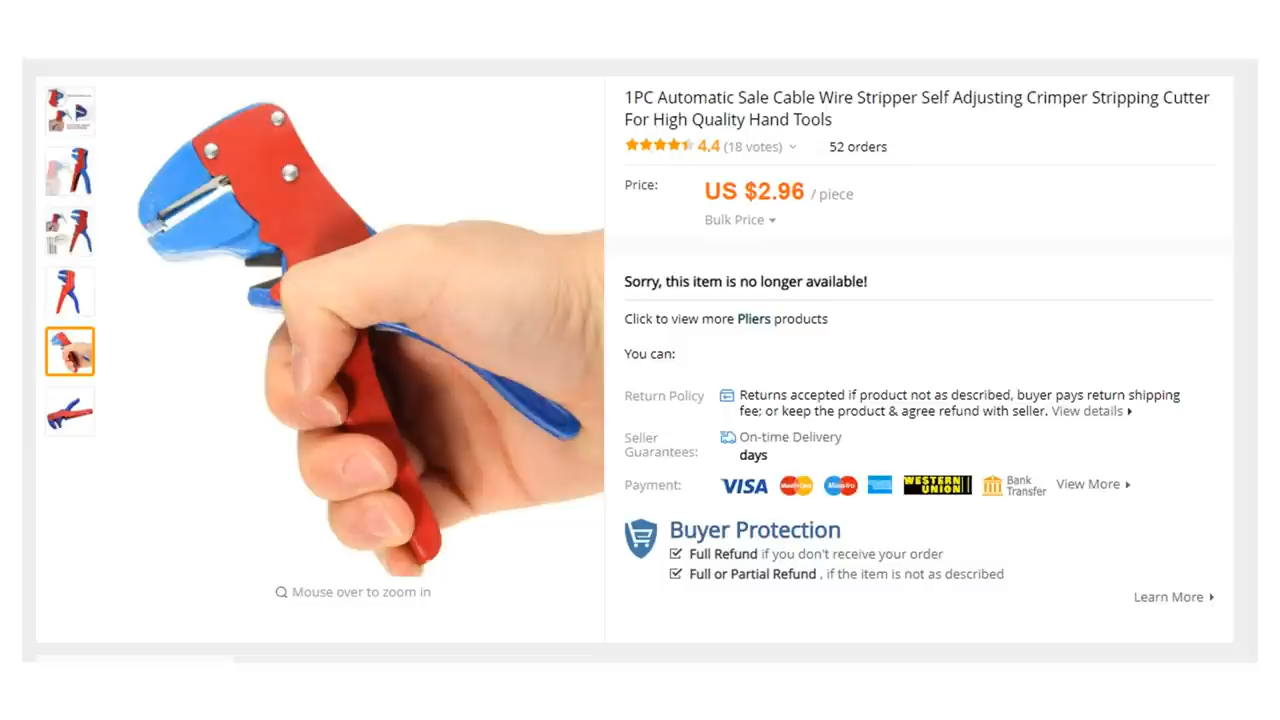 1PC Automatic Sale Cable Wire Stripper Self Adjusting Crimper Stripping Cutter
For High Quality Hand Tools
4.4 (18 votes) 52 orders
Price: US $2.96 / piece
Bulk Price
Sorry, this item is no longer available!
Click to view more Pliers products
You can:
Return Policy Returns accepted if product not as described, buyer pays return shipping
fee; or keep the product & agree refund with seller. View details
Seller On-time Delivery
Guarantees: days
Payment: VISA MasterCard Maestro WESTERN UNION Bank Transfer View More
Buyer Protection
Full Refund if you don't receive your order
Full or Partial Refund , if the item is not as described
Learn More
Mouse over to zoom in